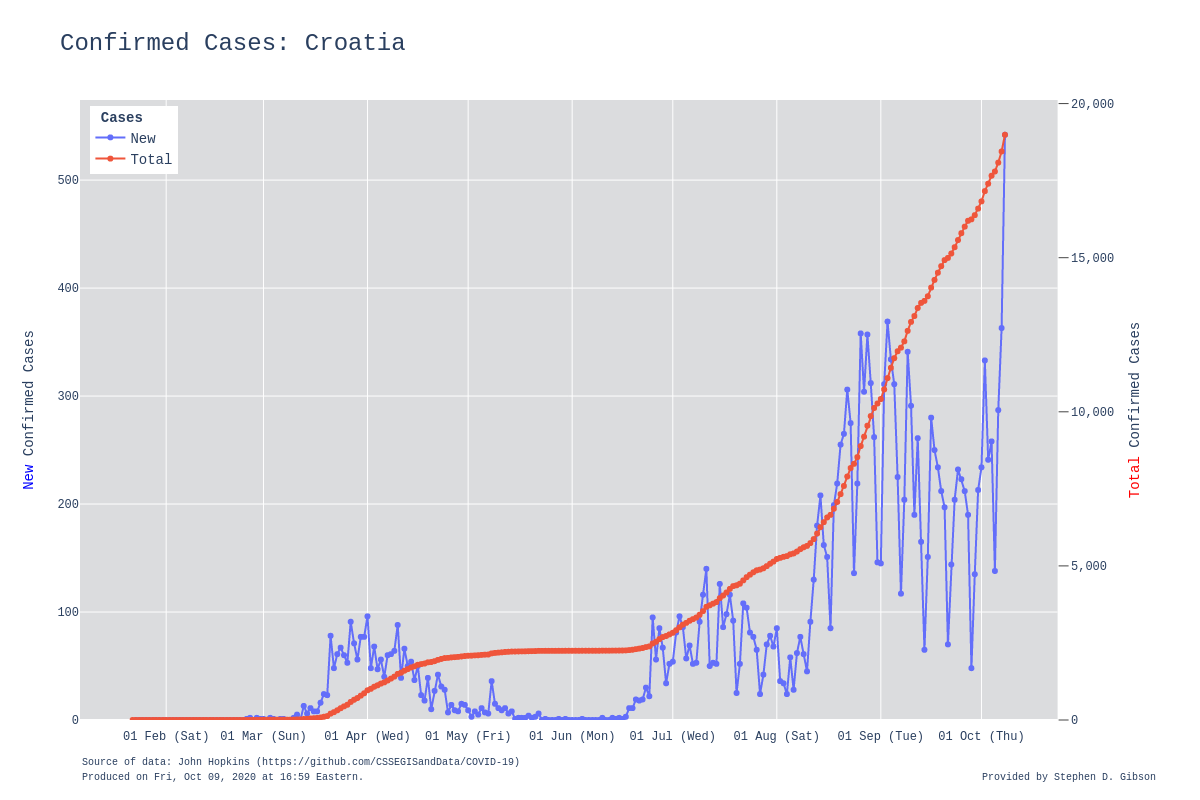 Confirmed Cases: Croatia
Cases
New
Total
500
400
300
200
100
0
20,000
15,000
10,000
5,000
0
New Confirmed Cases
Total Confirmed Cases
01 Feb (Sat) 01 Mar (Sun) 01 Apr (Wed) 01 May (Fri) 01 Jun (Mon) 01 Jul (Wed) 01 Aug (Sat) 01 Sep (Tue) 01 Oct (Thu)
Source of data: John Hopkins (https://github.com/CSSEGISandData/COVID-19)
Produced on Fri, Oct 09, 2020 at 16:59 Eastern.
Provided by Stephen D. Gibson